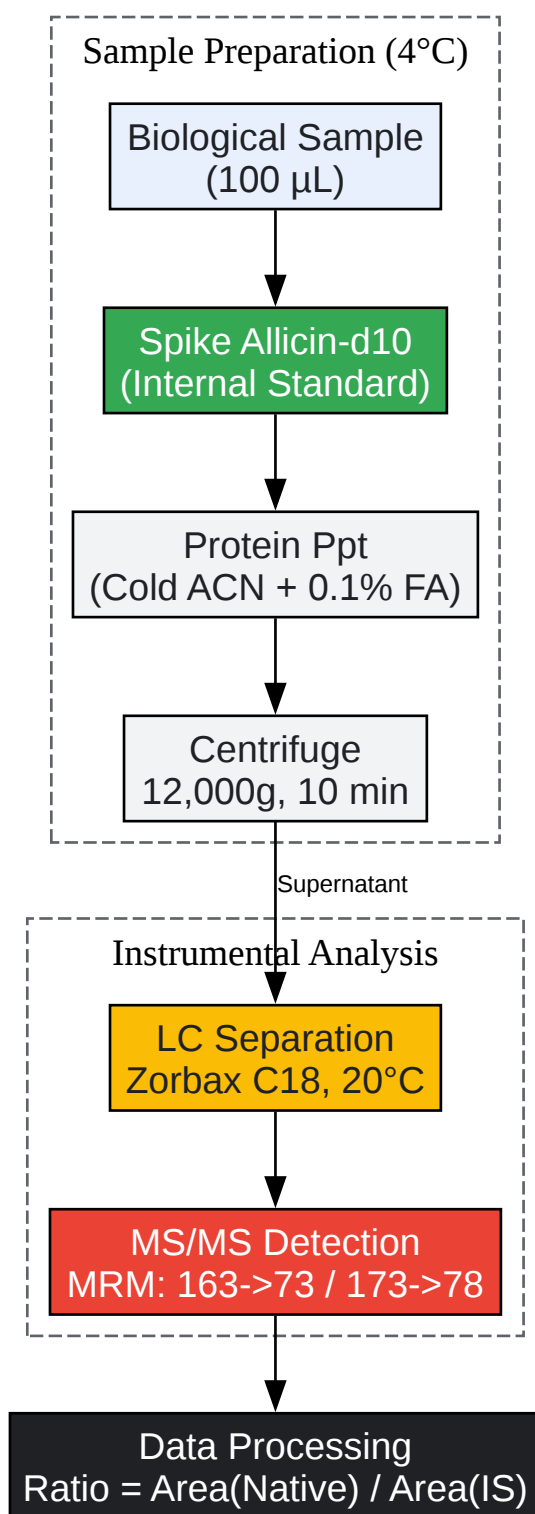 Sample Preparation (4°C)
Biological Sample
(100 µL)
Spike Allicin-d10
(Internal Standard)
Protein Ppt
(Cold ACN + 0.1% FA)
Centrifuge
12,000g, 10 min
Supernatant
Instrumental Analysis
LC Separation
Zorbax C18, 20°C
MS/MS Detection
MRM: 163->73 / 173->78
Data Processing
Ratio = Area(Native) / Area(IS)